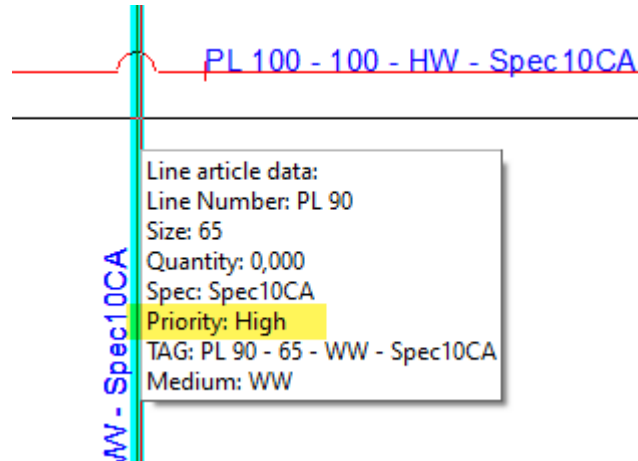 PL 100 - 100 - HW - Spec10CA
Line article data:
Line Number: PL 90
Size: 65
Quantity: 0,000
Spec: Spec10CA
Priority: High
TAG: PL 90 - 65 - WW - Spec10CA
Medium: WW
WW - Spec10CA